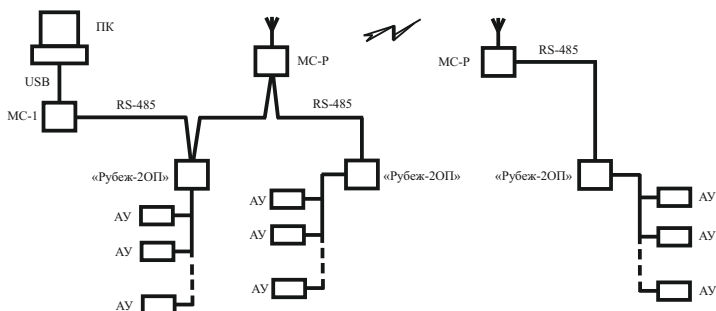 ПК
USB
МС-1
RS-485
МС-Р
RS-485
МС-Р
RS-485
«Рубеж-2ОП»
«Рубеж-2ОП»
«Рубеж-2ОП»
АУ
АУ
АУ
АУ
АУ
АУ
АУ
АУ
АУ